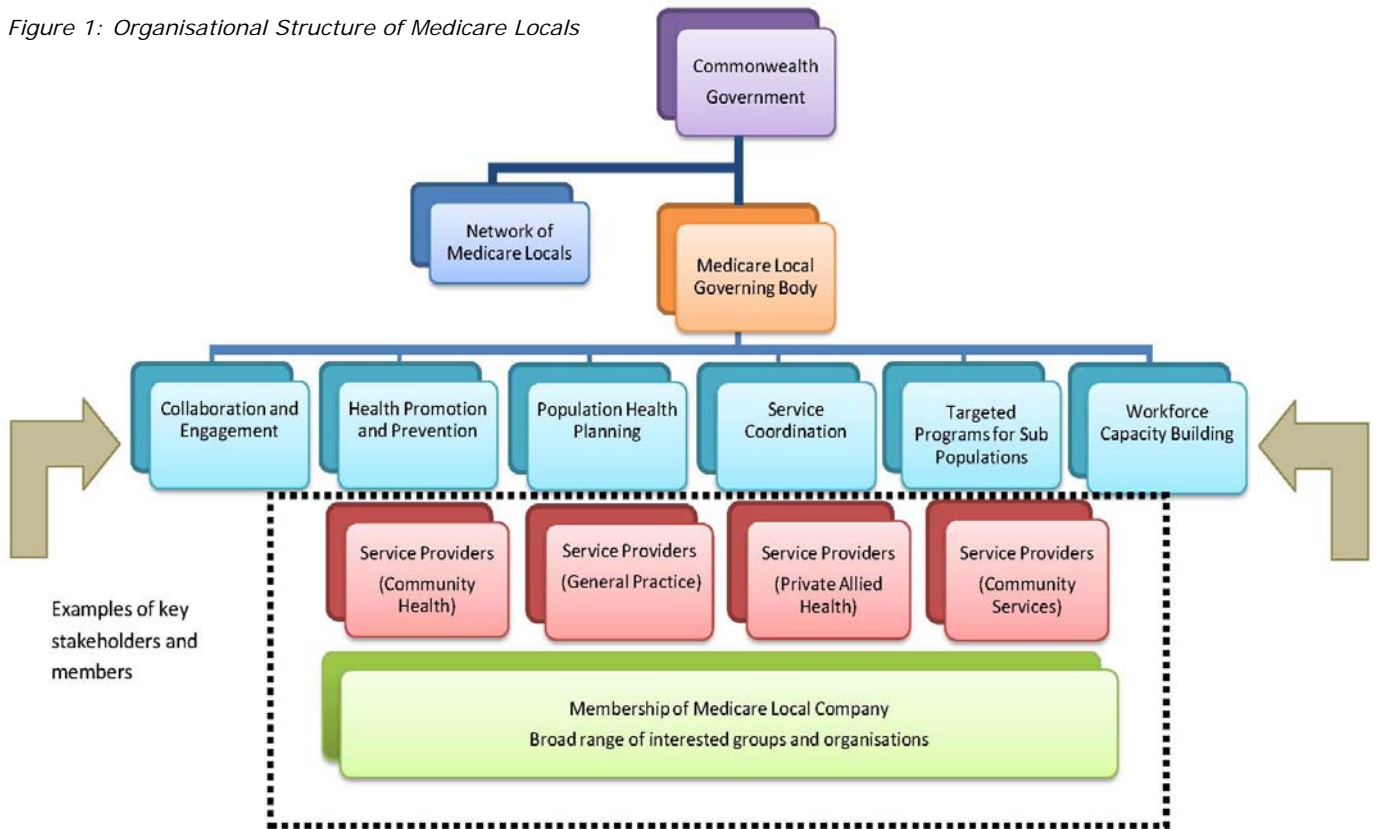 Figure 1: Organisational Structure of Medicare Locals
Commonwealth
Government
Network of
Medicare Locals
Medicare Local
Governing Body
Collaboration and
Engagement
Health Promotion
and Prevention
Population Health
Planning
Service
Coordination
Targeted
Programs for Sub
Populations
Workforce
Capacity Building
Service Providers
(Community
Health)
Service Providers
(General Practice)
Service Providers
(Private Allied
Health)
Service Providers
(Community
Services)
Examples of key
stakeholders and
members
Membership of Medicare Local Company
Broad range of interested groups and organisations